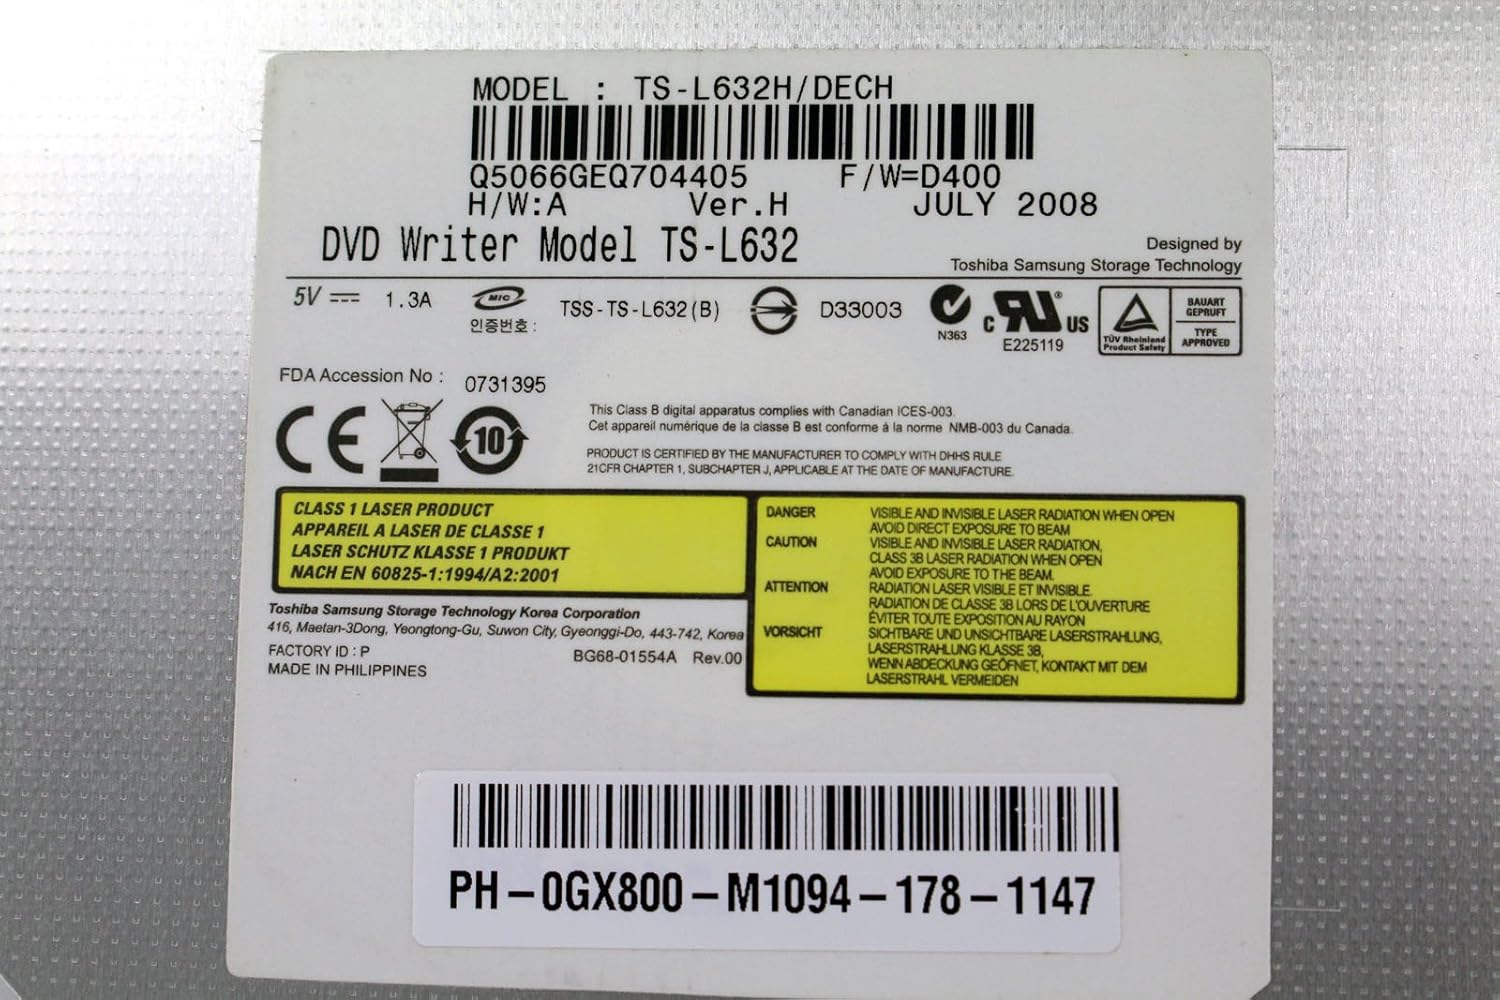 MODEL : TS-L632H/DECH
Q5066GEQ704405 F/W=D400
H/W:A Ver.H JULY 2008
DVD Writer Model TS-L632
Designed by
Toshiba Samsung Storage Technology
5V 1.3A MIC 인증번호 : TSS-TS-L632(B) D33003 N363 c RU US E225119
TÜV Rheinland
Product Safety
BAUART
GEPRÜFT
TYPE
APPROVED
FDA Accession No : 0731395
CE 10
This Class B digital apparatus complies with Canadian ICES-003.
Cet appareil numérique de la classe B est conforme à la norme NMB-003 du Canada.
PRODUCT IS CERTIFIED BY THE MANUFACTURER TO COMPLY WITH DHHS RULE
21CFR CHAPTER 1, SUBCHAPTER J, APPLICABLE AT THE DATE OF MANUFACTURE.
CLASS 1 LASER PRODUCT
APPAREIL A LASER DE CLASSE 1
LASER SCHUTZ KLASSE 1 PRODUKT
NACH EN 60825-1:1994/A2:2001
DANGER VISIBLE AND INVISIBLE LASER RADIATION WHEN OPEN
AVOID DIRECT EXPOSURE TO BEAM
CAUTION VISIBLE AND INVISIBLE LASER RADIATION,
CLASS 3B LASER RADIATION WHEN OPEN
AVOID EXPOSURE TO THE BEAM.
ATTENTION RADIATION LASER VISIBLE ET INVISIBLE.
RADIATION DE CLASSE 3B LORS DE L'OUVERTURE
ÉVITER TOUTE EXPOSITION AU RAYON
VORSICHT SICHTBARE UND UNSICHTBARE LASERSTRAHLUNG,
LASERSTRAHLUNG KLASSE 3B,
WENN ABDECKUNG GEÖFNET, KONTAKT MIT DEM
LASERSTRAHL VERMEIDEN
Toshiba Samsung Storage Technology Korea Corporation
416, Maetan-3Dong, Yeongtong-Gu, Suwon City, Gyeonggi-Do, 443-742, Korea
FACTORY ID : P BG68-01554A Rev.00
MADE IN PHILIPPINES
PH-0GX800-M1094-178-1147